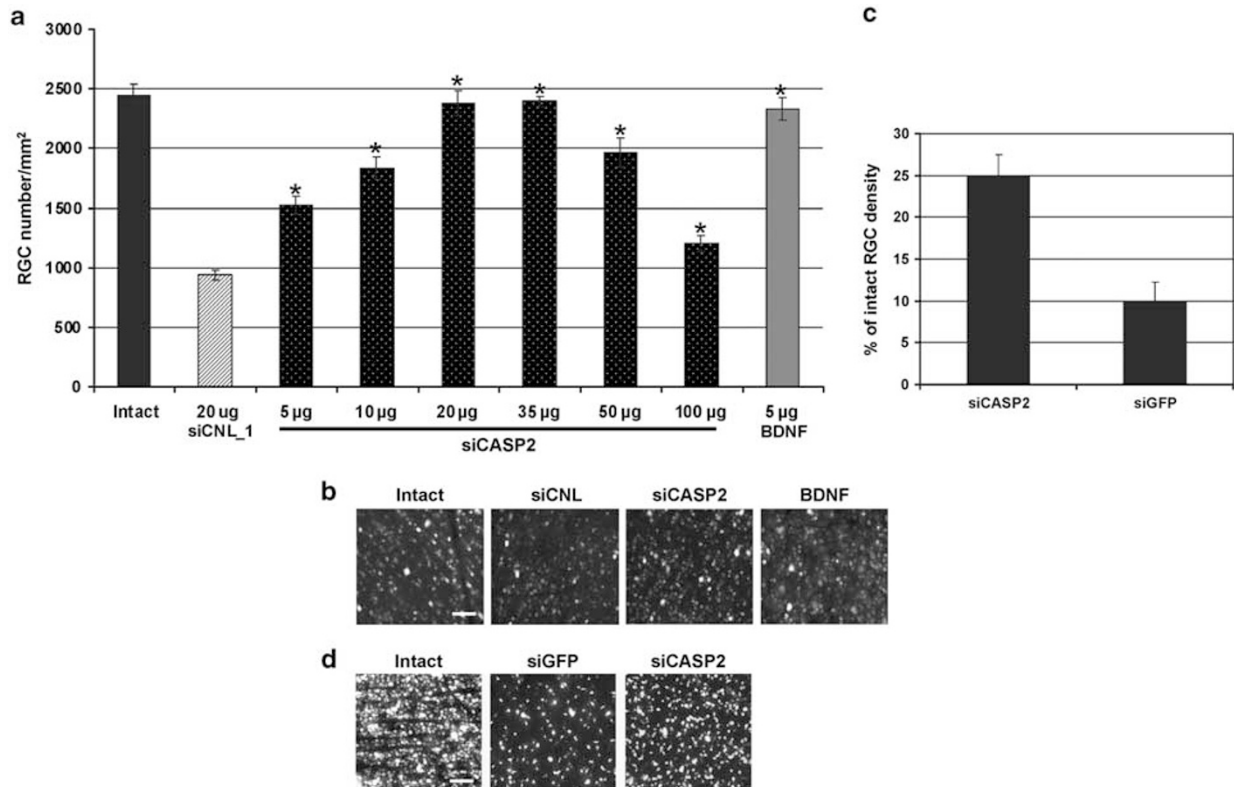 a
RGC number/mm²
3000
2500
2000
1500
1000
500
0
* * * * * * *
Intact
20 ug
siCNL_1
5 µg
10 µg
20 µg
35 µg
50 µg
100 µg
siCASP2
5 µg
BDNF
c
% of intact RGC density
30
25
20
15
10
5
0
siCASP2
siGFP
b
Intact
siCNL
siCASP2
BDNF
d
Intact
siGFP
siCASP2